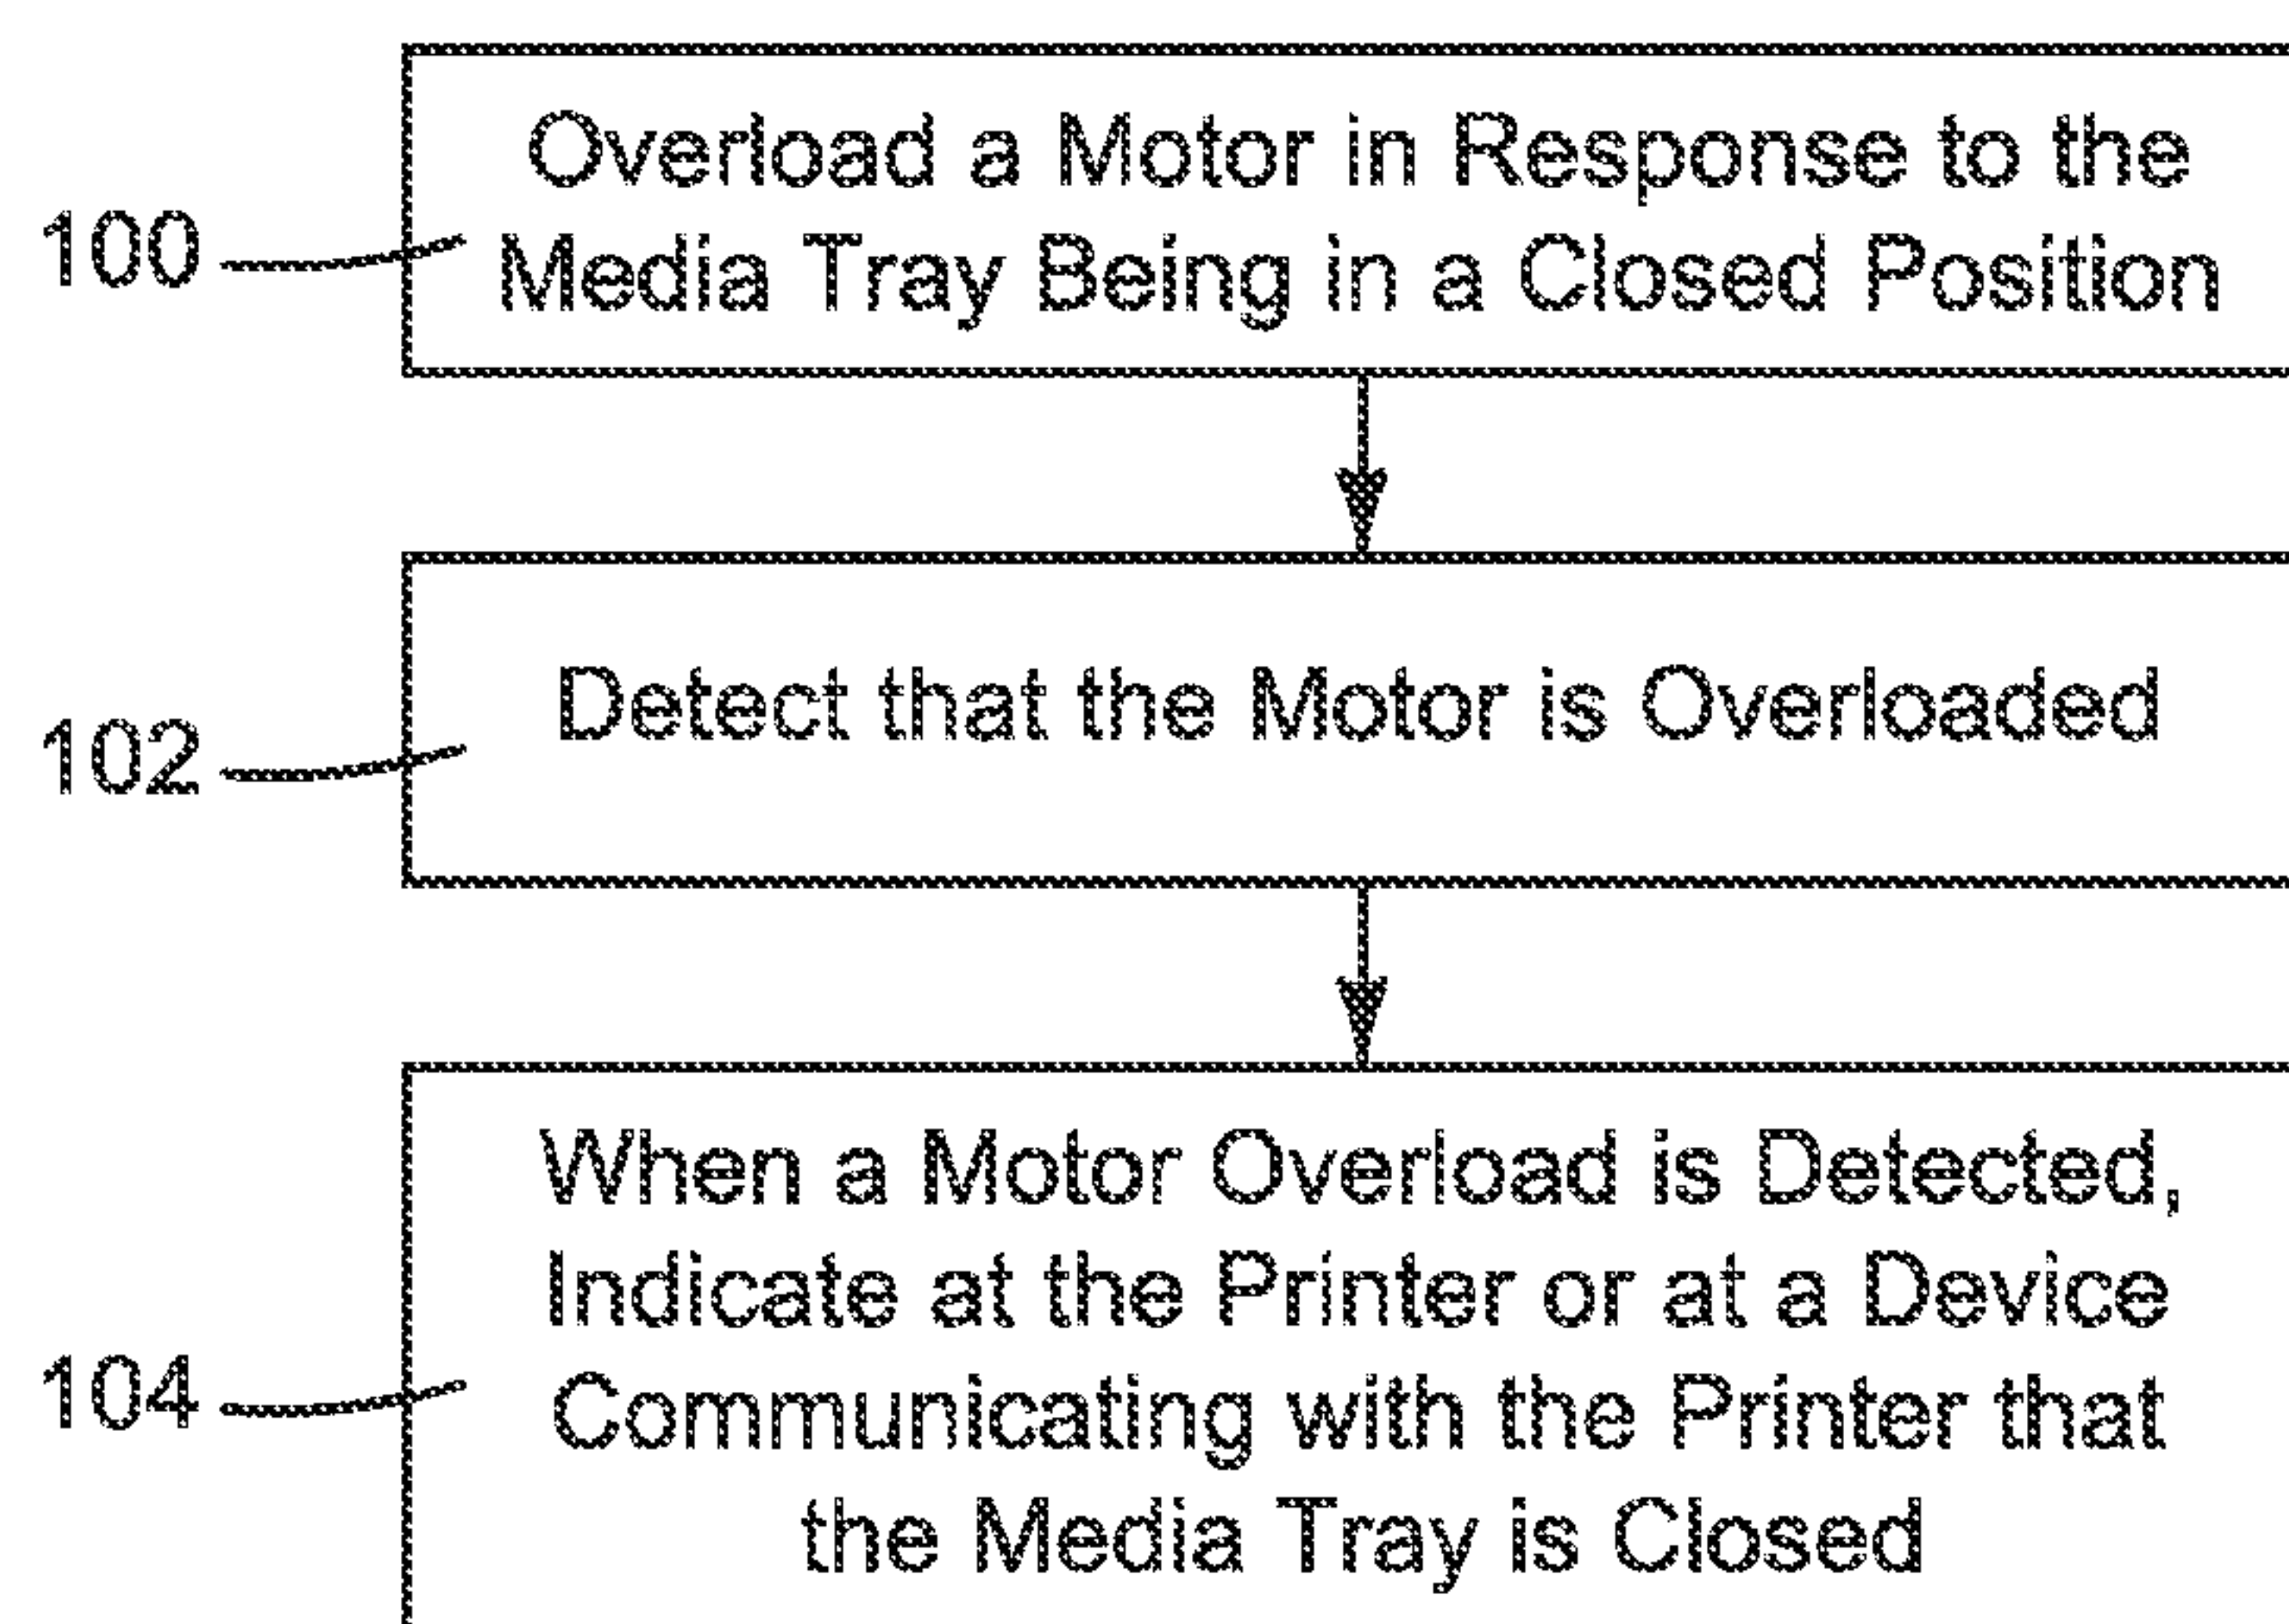 Overload a Motor in Response to the
100
Media Tray Being in a Closed Position
Detect that the Motor is Overloaded
102
When a Motor Overload is Detected,
Indicate at the Printer or at a Device
104
Communicating with the Printer that
the Media Tray is Closed